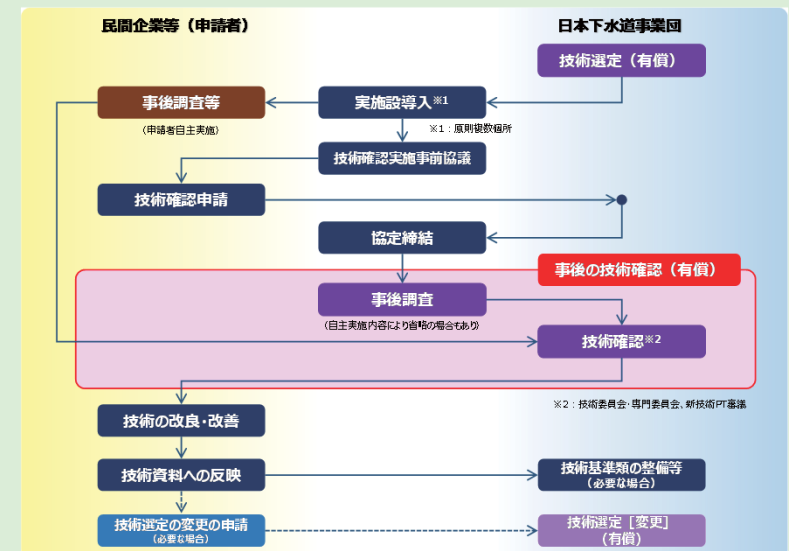 民間企業等（申請者）
日本下水道事業団
技術選定（有償）
事後調査等
（申請者自主実施）
実施設導入※1
※1：原則複数個所
技術確認実施事前協議
技術確認申請
協定締結
事後の技術確認（有償）
事後調査
（自主実施内容により省略の場合もあり）
技術確認※2
※2：技術委員会・専門委員会、新技術PT審議
技術の改良・改善
技術資料への反映
技術基準類の整備等
（必要な場合）
技術選定の変更の申請
（必要な場合）
技術選定［変更］
（有償）